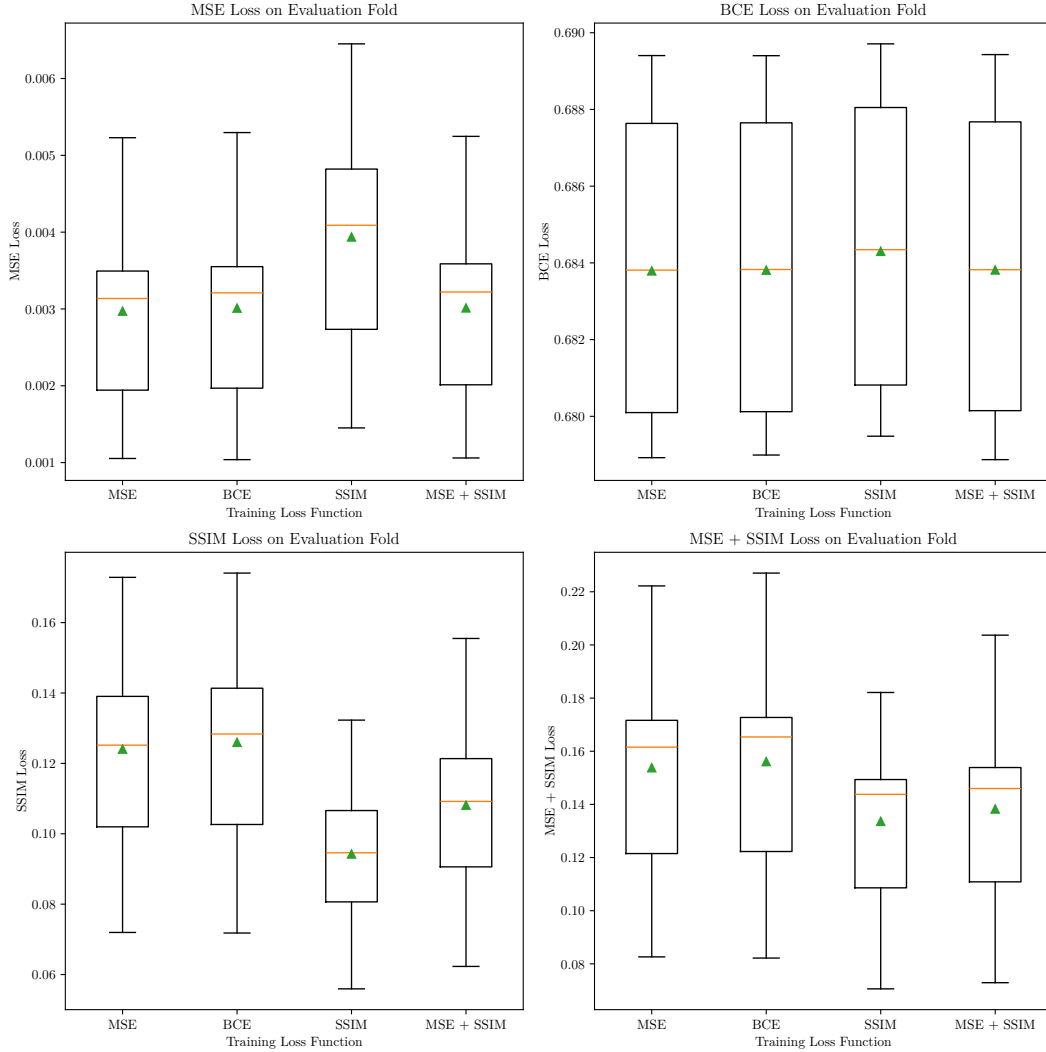 MSE Loss on Evaluation Fold
0.006
0.005
0.004
0.003
0.002
0.001
MSE Loss
MSE BCE SSIM MSE + SSIM
Training Loss Function
BCE Loss on Evaluation Fold
0.690
0.688
0.686
0.684
0.682
0.680
BCE Loss
MSE BCE SSIM MSE + SSIM
Training Loss Function
SSIM Loss on Evaluation Fold
0.16
0.14
0.12
0.10
0.08
0.06
SSIM Loss
MSE BCE SSIM MSE + SSIM
Training Loss Function
MSE + SSIM Loss on Evaluation Fold
0.22
0.20
0.18
0.16
0.14
0.12
0.10
0.08
MSE + SSIM Loss
MSE BCE SSIM MSE + SSIM
Training Loss Function